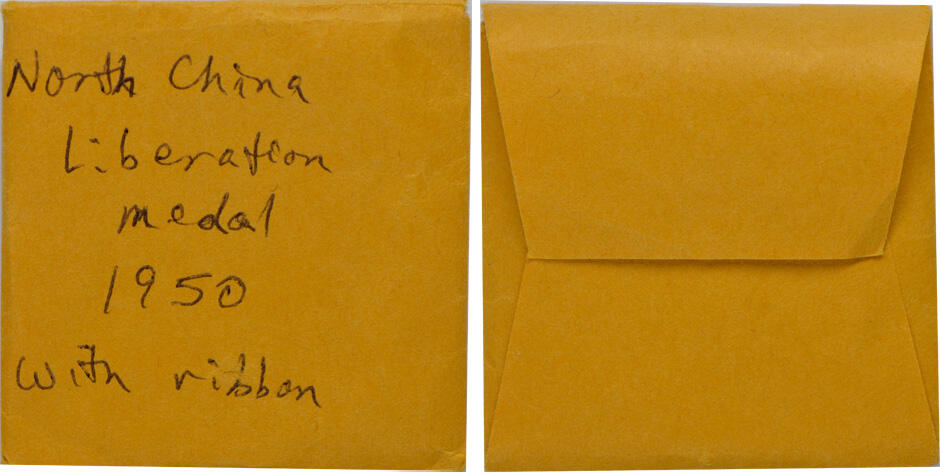 North China
Liberation
medal
1950
with ribbon